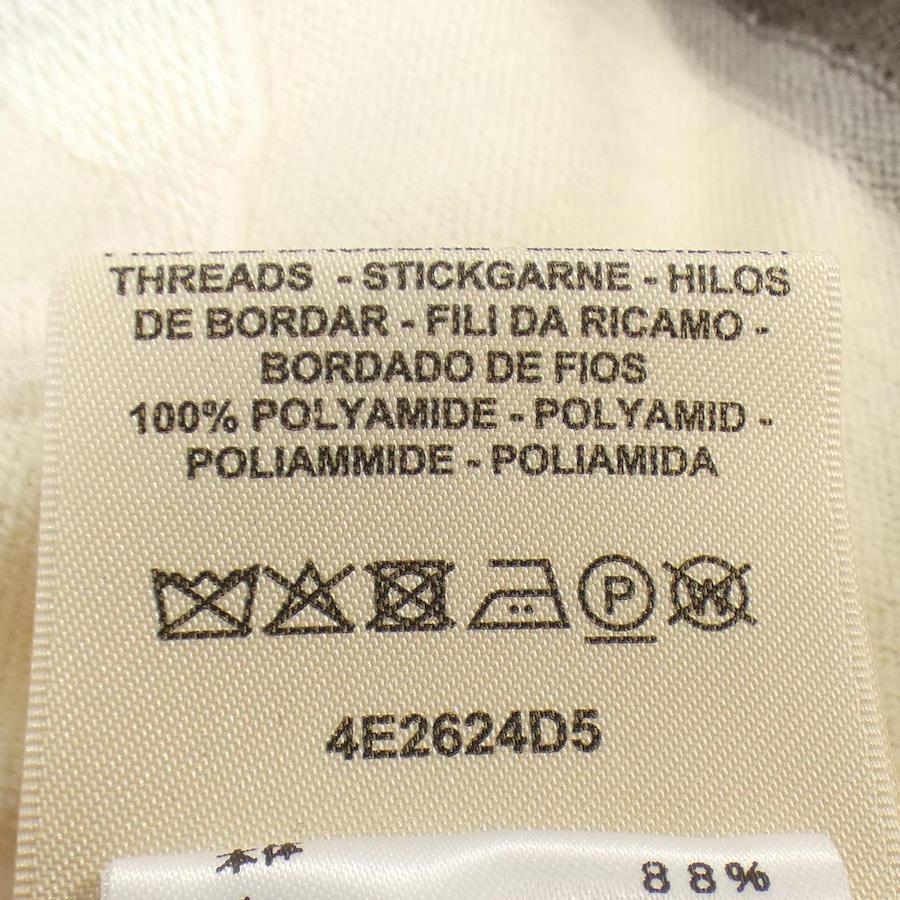 THREADS - STICKGARNE - HILOS
DE BORDAR - FILI DA RICAMO -
BORDADO DE FIOS
100% POLYAMIDE - POLYAMID -
POLIAMMIDE - POLIAMIDA
P W
4E2624D5
本体 88%